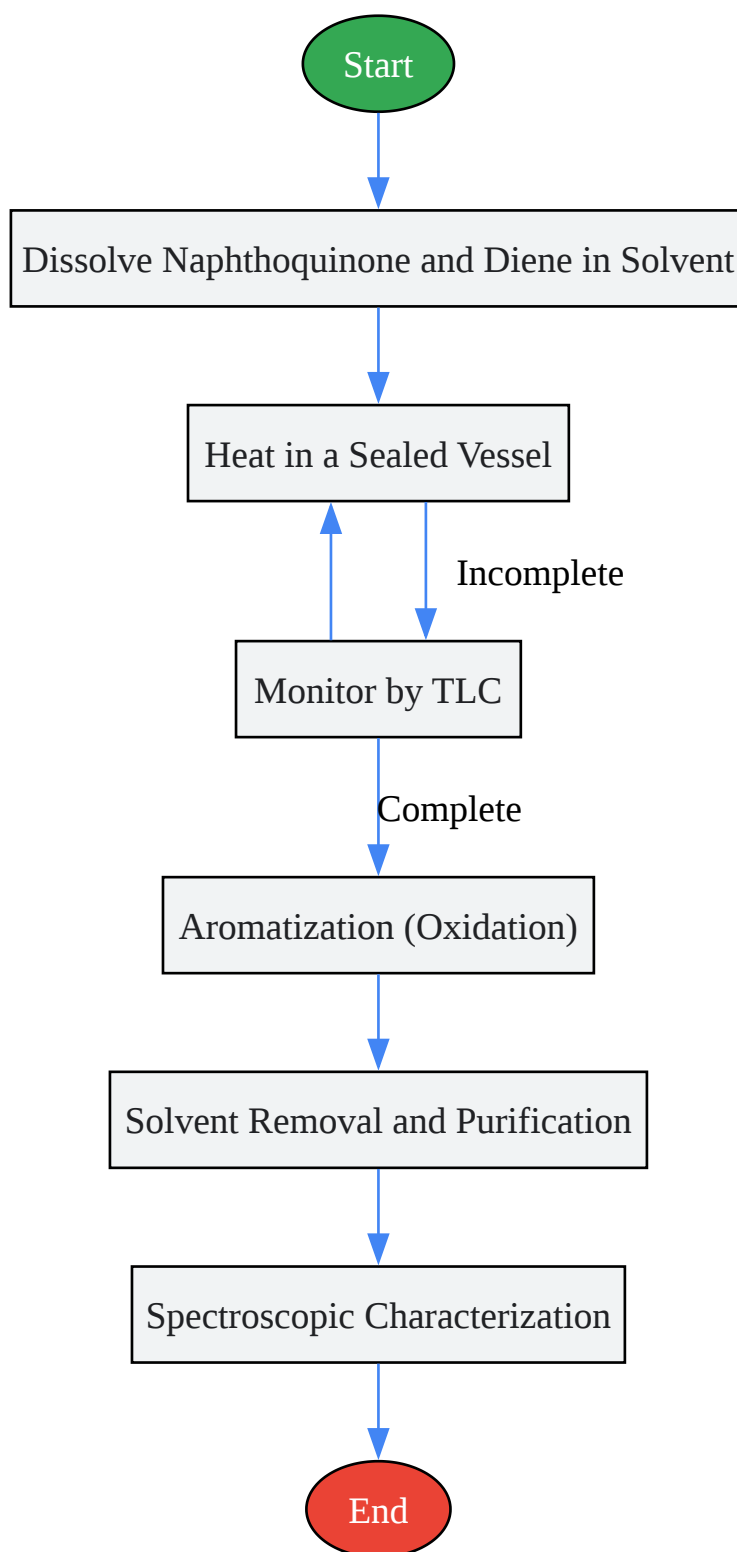 Start
Dissolve Naphthoquinone and Diene in Solvent
Heat in a Sealed Vessel
Incomplete
Monitor by TLC
Complete
Aromatization (Oxidation)
Solvent Removal and Purification
Spectroscopic Characterization
End